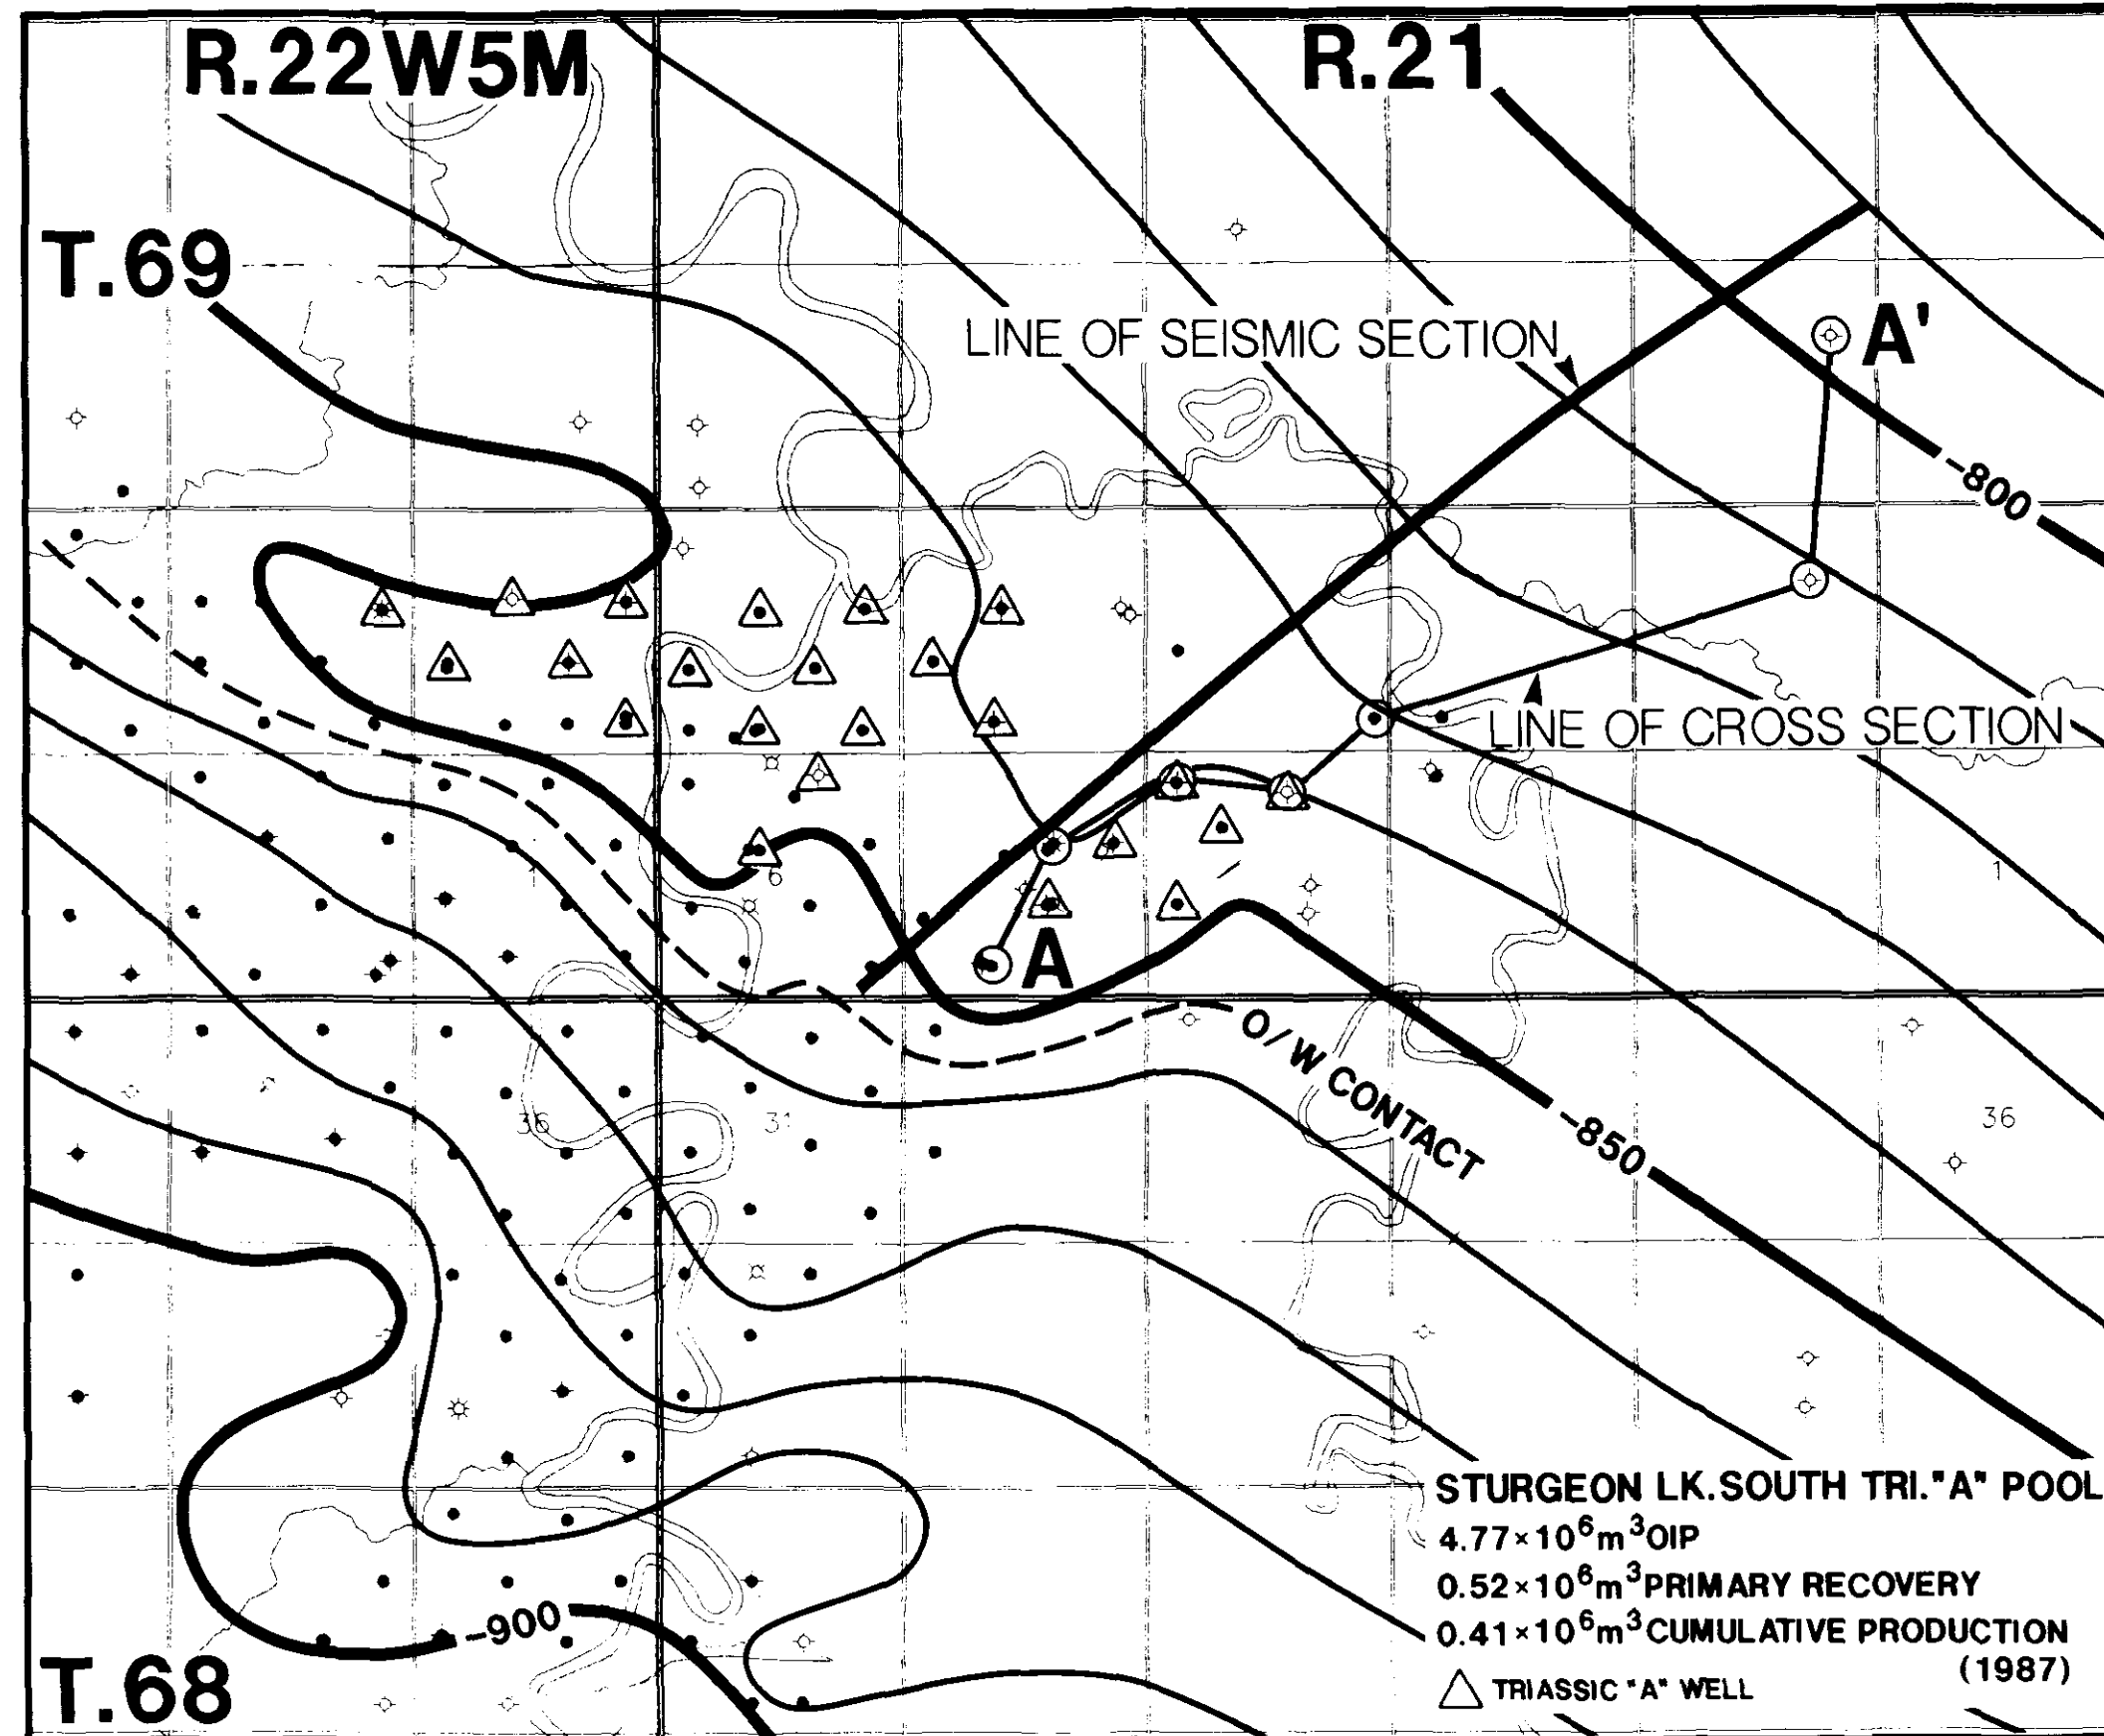 R.22W5M
R.21
T.69
LINE OF SEISMIC SECTION
A'
-800
LINE OF CROSS SECTION
6
1
1
A
O/W CONTACT
-850
36
31
36
STURGEON LK.SOUTH TRI."A" POOL
4.77×10⁶m³OIP
0.52×10⁶m³PRIMARY RECOVERY
0.41×10⁶m³CUMULATIVE PRODUCTION
(1987)
TRIASSIC "A" WELL
-900
T.68